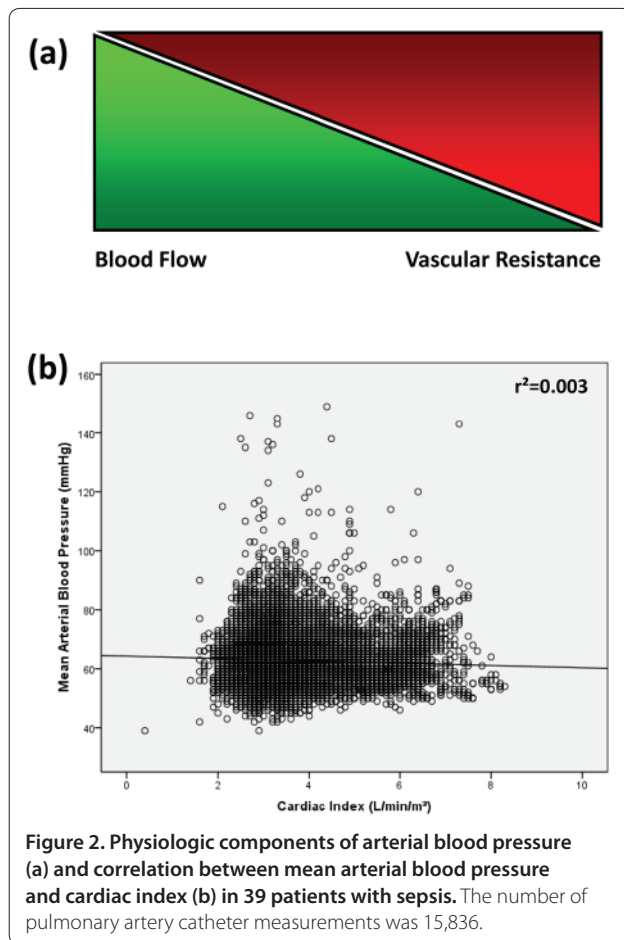 (a)
Blood Flow Vascular Resistance
(b)
r²=0.003
160
140
120
100
80
60
40
Mean Arterial Blood Pressure (mmHg)
0 2 4 6 8 10
Cardiac Index (L/min/m²)
Figure 2. Physiologic components of arterial blood pressure
(a) and correlation between mean arterial blood pressure
and cardiac index (b) in 39 patients with sepsis. The number of
pulmonary artery catheter measurements was 15,836.